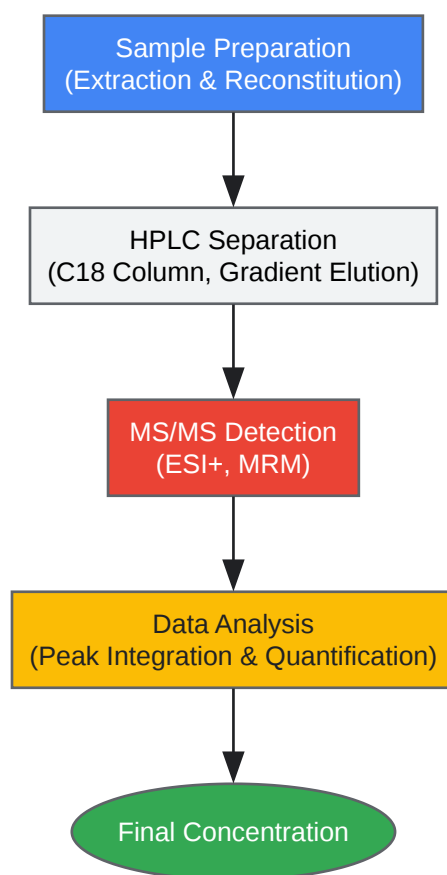 Sample Preparation
(Extraction & Reconstitution)
HPLC Separation
(C18 Column, Gradient Elution)
MS/MS Detection
(ESI+, MRM)
Data Analysis
(Peak Integration & Quantification)
Final Concentration